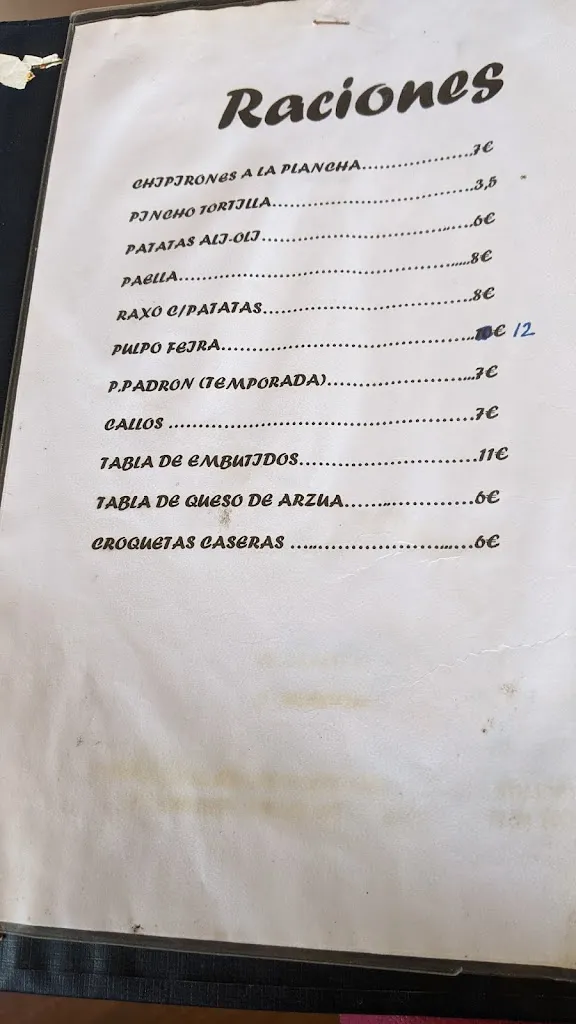 Raciones
CHIPIRONES A LA PLANCHA....................7€
PINCHO TORTILLA....................................3,5
PATATAS ALI-OLI....................................6€
PAELLA....................................................8€
RAXO C/PATATAS....................................8€
PULPO FEIRA...........................................€ 12
P.PADRON (TEMPORADA)........................7€
CALLOS ..................................................7€
TABLA DE EMBUTIDOS............................11€
TABLA DE QUESO DE ARZUA....................6€
CROQUETAS CASERAS ............................6€